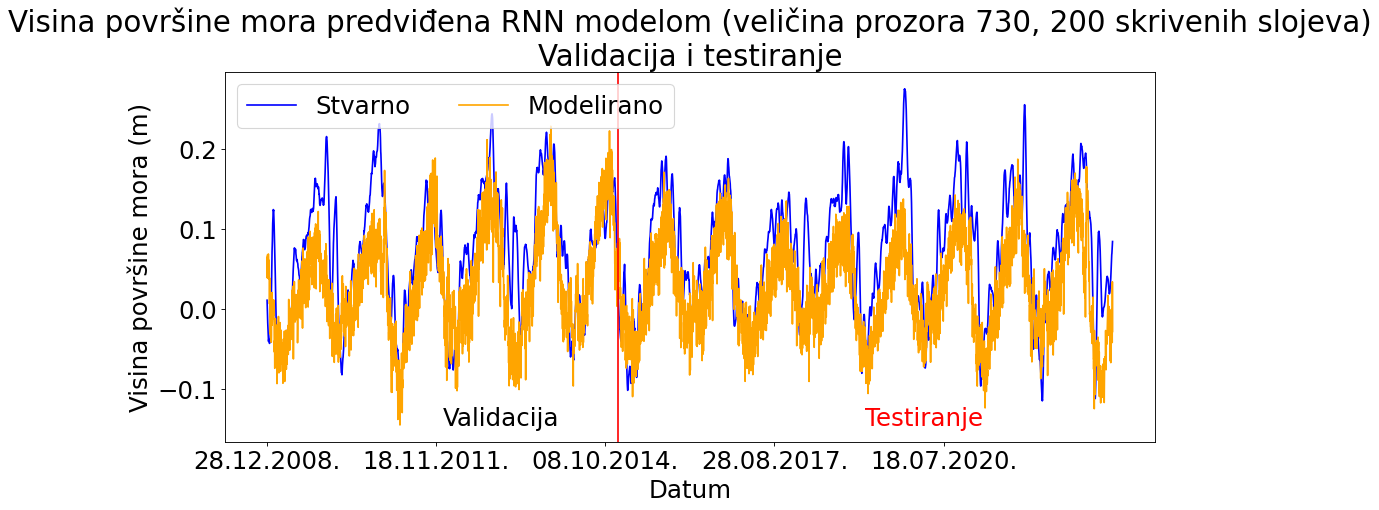 Visina površine mora predviđena RNN modelom (veličina prozora 730, 200 skrivenih slojeva)
Validacija i testiranje
Stvarno Modelirano
Visina površine mora (m)
0.2
0.1
0.0
−0.1
Validacija Testiranje
28.12.2008. 18.11.2011. 08.10.2014. 28.08.2017. 18.07.2020.
Datum